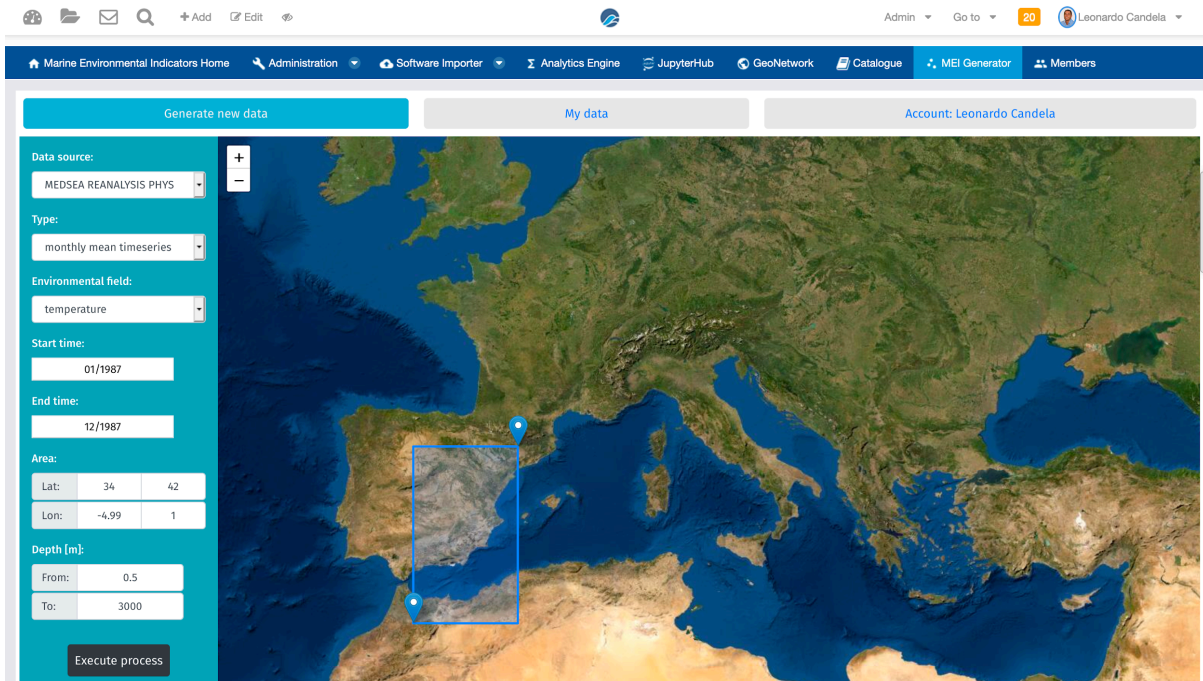 + Add Edit Admin Go to 20 Leonardo Candela
Marine Environmental Indicators Home Administration Software Importer Σ Analytics Engine JupyterHub GeoNetwork Catalogue MEI Generator Members
Generate new data My data Account: Leonardo Candela
Data source:
MEDSEA REANALYSIS PHYS
Type:
monthly mean timeseries
Environmental field:
temperature
Start time:
01/1987
End time:
12/1987
Area:
Lat: 34 42
Lon: -4.99 1
Depth [m]:
From: 0.5
To: 3000
Execute process
+
−